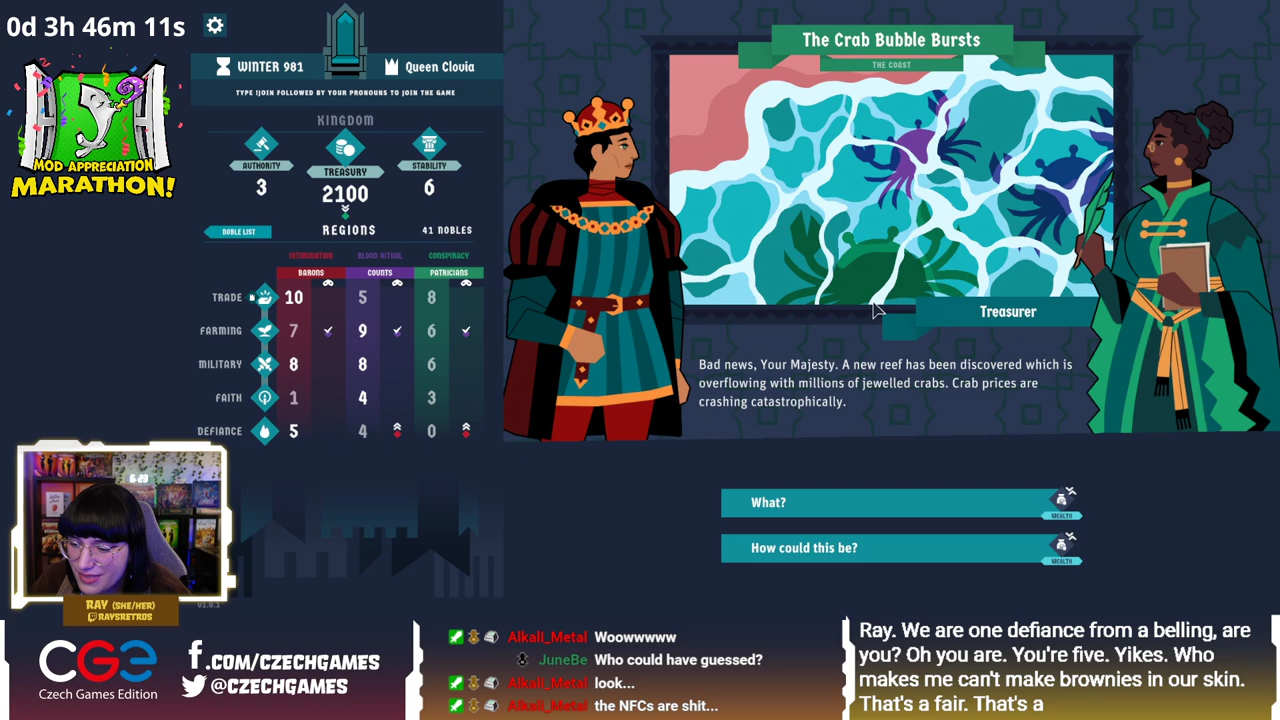 0d 3h 46m 11s
MOD APPRECIATION
MARATHON!
WINTER 981
Queen Clovia
TYPE !JOIN FOLLOWED BY YOUR PRONOUNS TO JOIN THE GAME
KINGDOM
AUTHORITY
TREASURY
STABILITY
3
2100
6
NOBLE LIST
REGIONS
41 NOBLES
INTIMIDATION
BLOOD RITUAL
CONSPIRACY
BARONS
COUNTS
PATRICIANS
TRADE 10 5 8
FARMING 7 9 6
MILITARY 8 8 6
FAITH 1 4 3
DEFIANCE 5 4 0
The Crab Bubble Bursts
THE COAST
Treasurer
Bad news, Your Majesty. A new reef has been discovered which is
overflowing with millions of jewelled crabs. Crab prices are
crashing catastrophically.
What?
WEALTH
How could this be?
WEALTH
6:29
RAY (SHE/HER)
RAYSRETROS
V1.0.1
CGE
Czech Games Edition
f.COM/CZECHGAMES
@CZECHGAMES
Alkali_Metal Woowwwww
JuneBe Who could have guessed?
Alkali_Metal look...
Alkali_Metal the NFCs are shit...
Ray. We are one defiance from a belling, are
you? Oh you are. You're five. Yikes. Who
makes me can't make brownies in our skin.
That's a fair. That's a